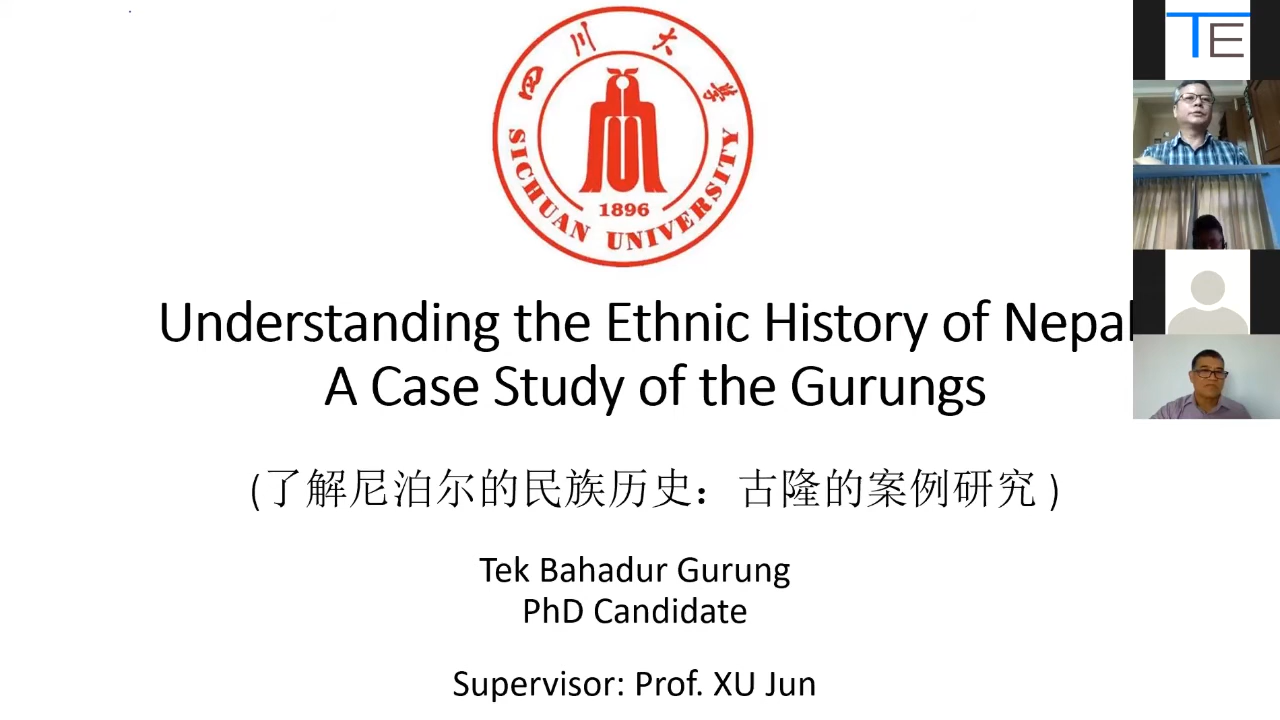 四川大学
SICHUAN UNIVERSITY
1896
TE
Understanding the Ethnic History of Nepal
A Case Study of the Gurungs
(了解尼泊尔的民族历史：古隆的案例研究 )
Tek Bahadur Gurung
PhD Candidate
Supervisor: Prof. XU Jun